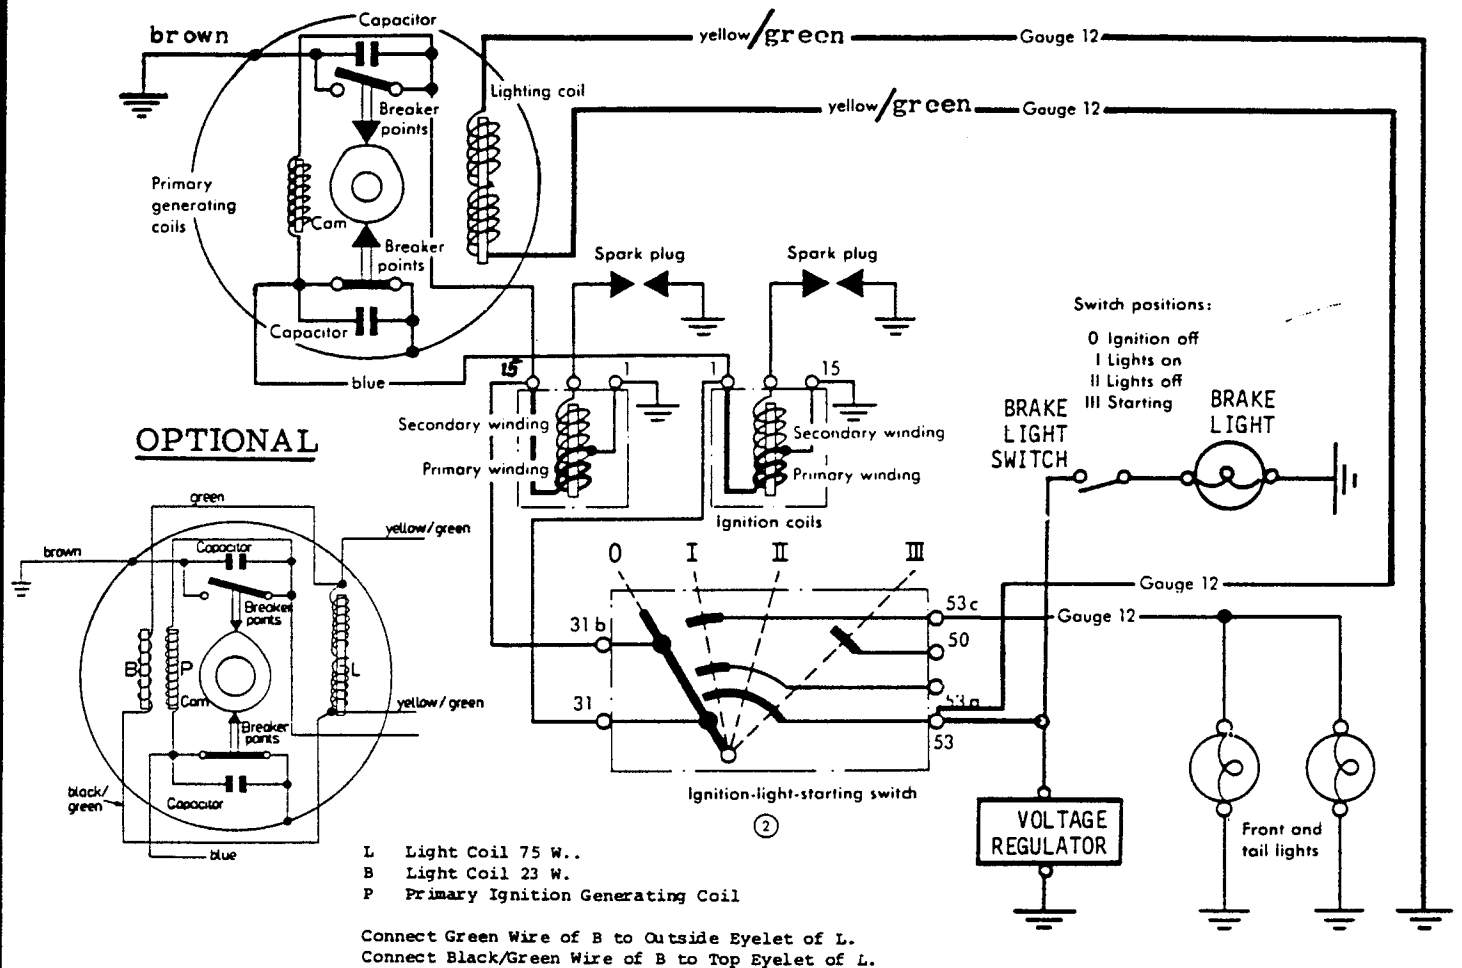 Capacitor
brown
yellow/green
Gauge 12
Lighting coil
yellow/green
Gauge 12
Breaker
points
Primary
generating
coils
Cam
Breaker
points
Spark plug
Spark plug
Capacitor
Switch positions:
0 Ignition off
I Lights on
II Lights off
III Starting
blue
15
1
1
15
BRAKE
LIGHT
SWITCH
BRAKE
LIGHT
Secondary winding
Primary winding
Secondary winding
Primary winding
1
Ignition coils
OPTIONAL
green
yellow/green
brown
Capacitor
Breaker
points
B
P
L
Cam
yellow/green
Breaker
points
black/
green
Capacitor
blue
0
I
II
III
31 b
31
53c
50
53a
53
Gauge 12
Gauge 12
Ignition-light-starting switch
2
VOLTAGE
REGULATOR
Front and
tail lights
L Light Coil 75 W..
B Light Coil 23 W.
P Primary Ignition Generating Coil
Connect Green Wire of B to Outside Eyelet of L.
Connect Black/Green Wire of B to Top Eyelet of L.